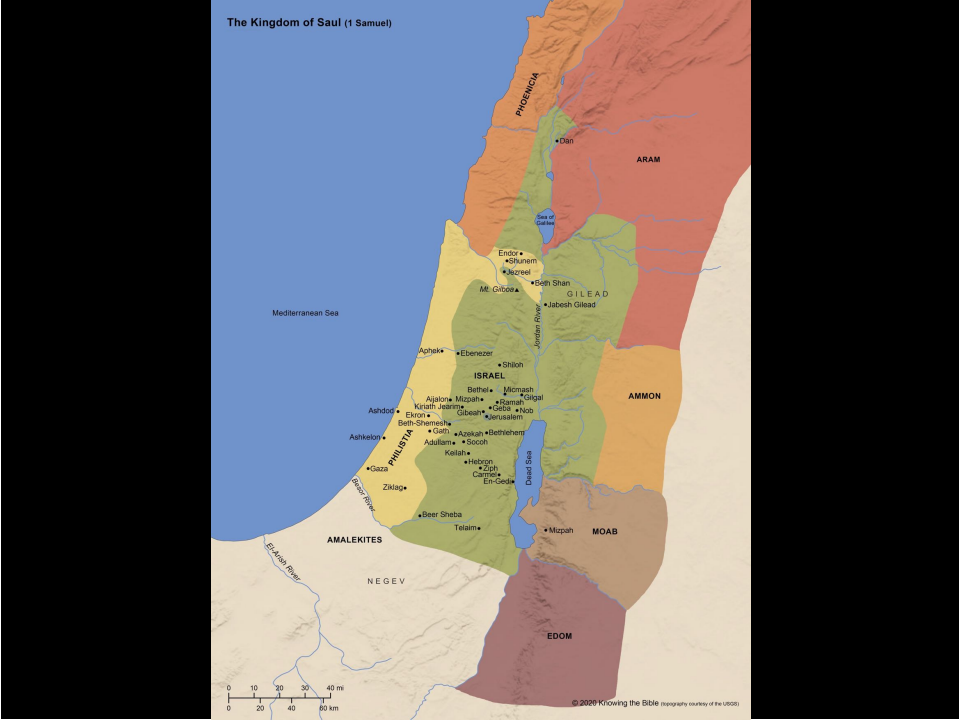 The Kingdom of Saul (1 Samuel)
PHOENICIA
Dan
ARAM
Sea of
Galilee
Endor
Shunem
Jezreel
Beth Shan
Mt. Gilboa
GILEAD
Jabesh Gilead
Mediterranean Sea
Jordan River
Aphek
Ebenezer
Shiloh
ISRAEL
Bethel
Micmash
AMMON
Aijalon
Mizpah
Gilgal
Ramah
Kiriath Jearim
Geba
Nob
Ashdod
Ekron
Gibeah
Jerusalem
Beth-Shemesh
Gath
Azekah
Bethlehem
Ashkelon
PHILISTIA
Adullam
Socoh
Keilah
Hebron
Gaza
Ziph
Carmel
Dead Sea
En-Gedi
Besor River
Ziklag
Beer Sheba
Telaim
Mizpah
MOAB
AMALEKITES
El-Arish River
NEGEV
EDOM
0 10 20 30 40 mi
0 20 40 60 km
© 2020 Knowing the Bible (topography courtesy of the USGS)